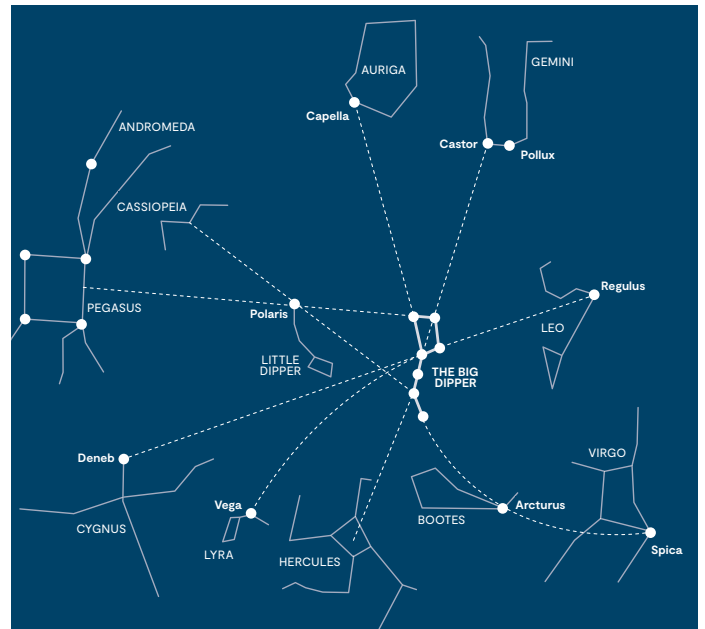 AURIGA
GEMINI
Capella
ANDROMEDA
Castor
Pollux
CASSIOPEIA
Regulus
PEGASUS
Polaris
LEO
LITTLE
DIPPER
THE BIG
DIPPER
Deneb
VIRGO
Vega
Arcturus
CYGNUS
BOOTES
LYRA
HERCULES
Spica